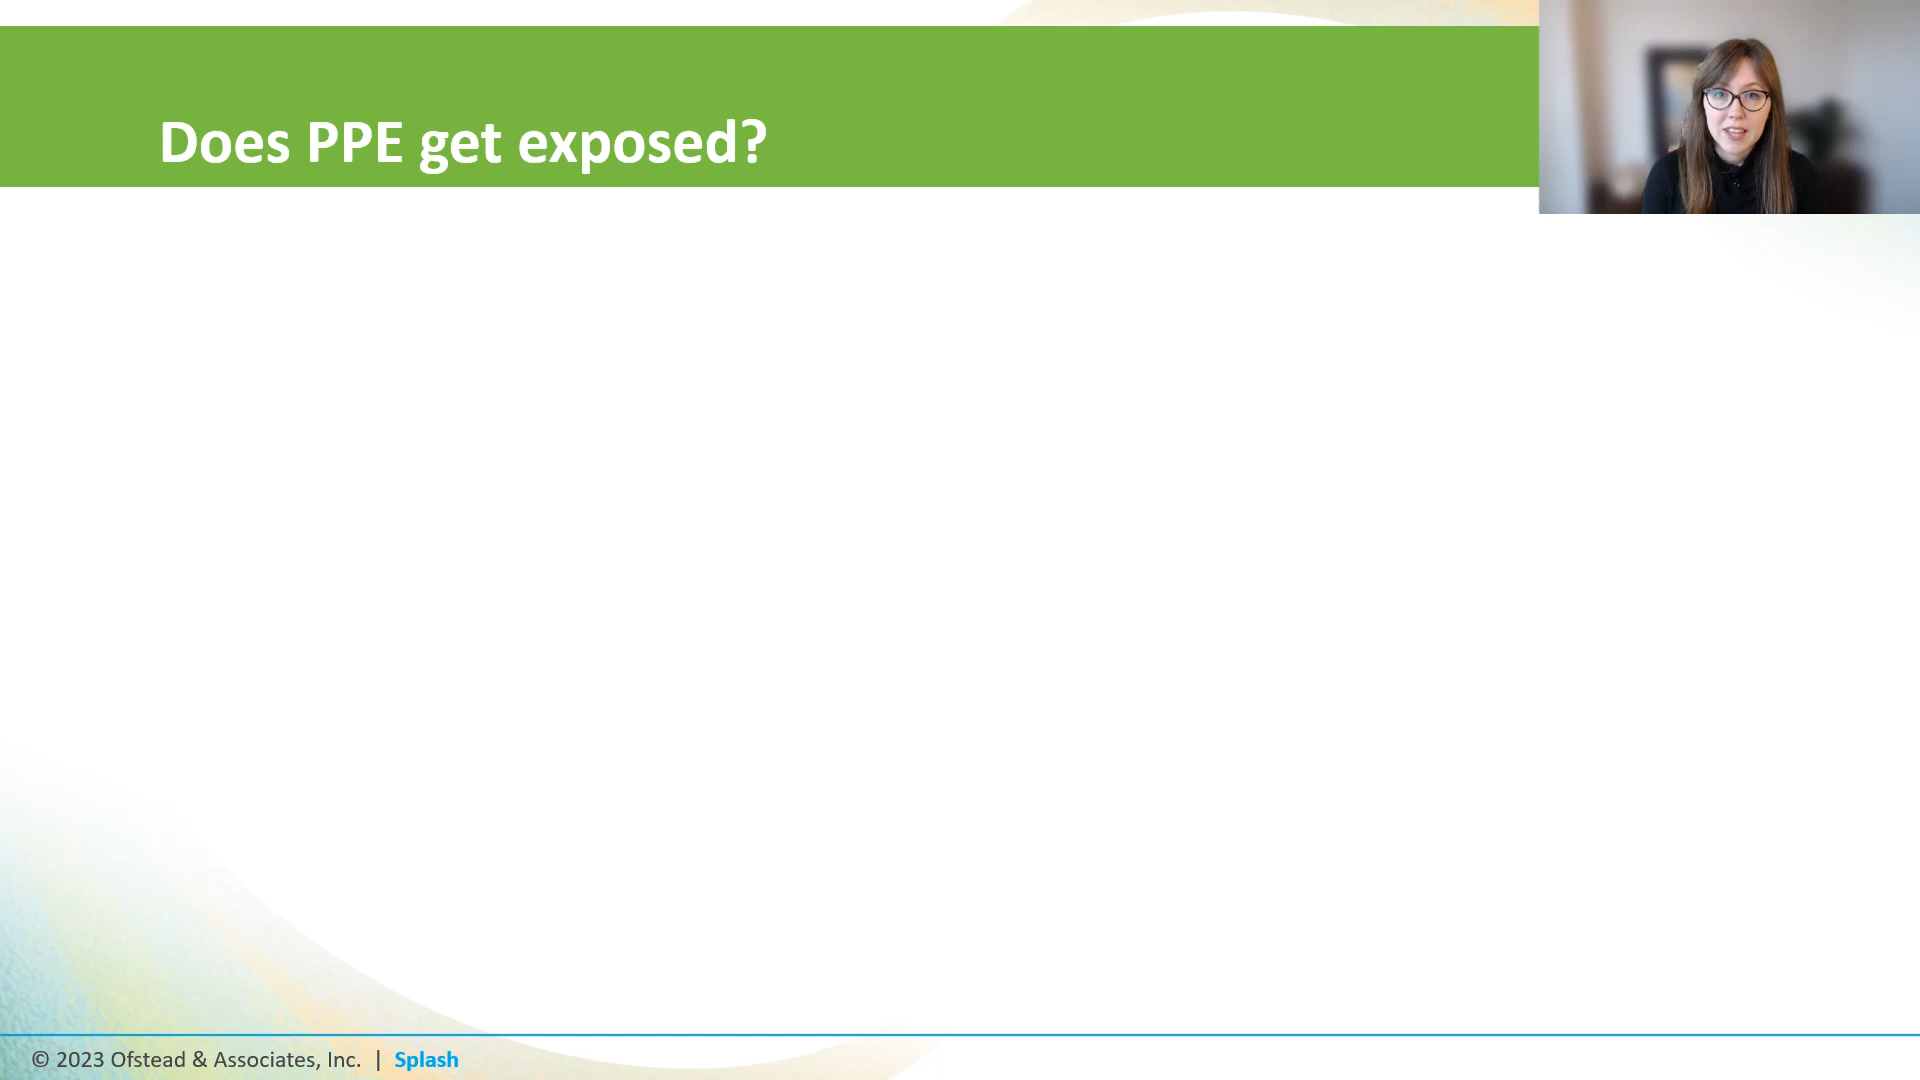 Does PPE get exposed?
© 2023 Ofstead & Associates, Inc. | Splash